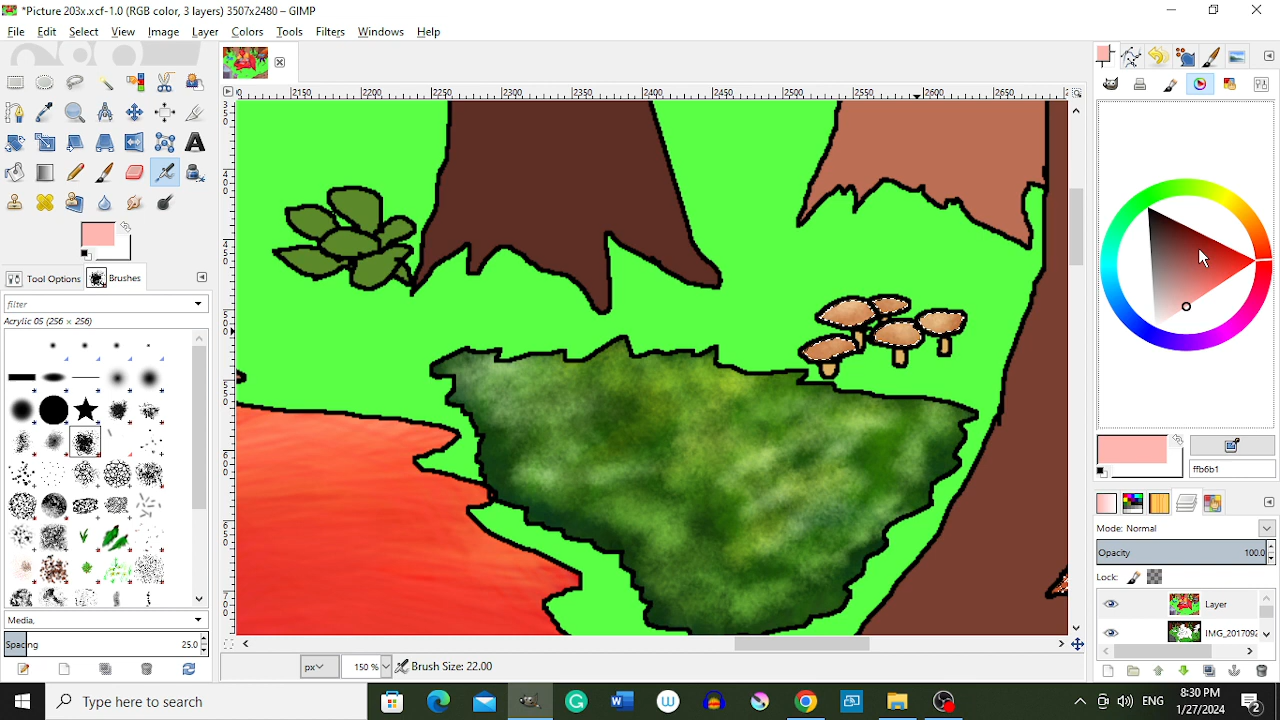 *Picture 203x.xcf-1.0 (RGB color, 3 layers) 3507x2480 – GIMP
File Edit Select View Image Layer Colors Tools Filters Windows Help
2150 2200 2250 2300 2350 2400 2450 2500 2550 2600 2650
Tool Options Brushes
filter
Acrylic 05 (256 × 256)
ffb6b1
Mode: Normal
Opacity 100.0
Lock:
Layer
IMG_201709
Media,
Spacing 25.0
px 150 % Brush Size: 22.00
Type here to search
ENG
8:30 PM
1/27/2024
2